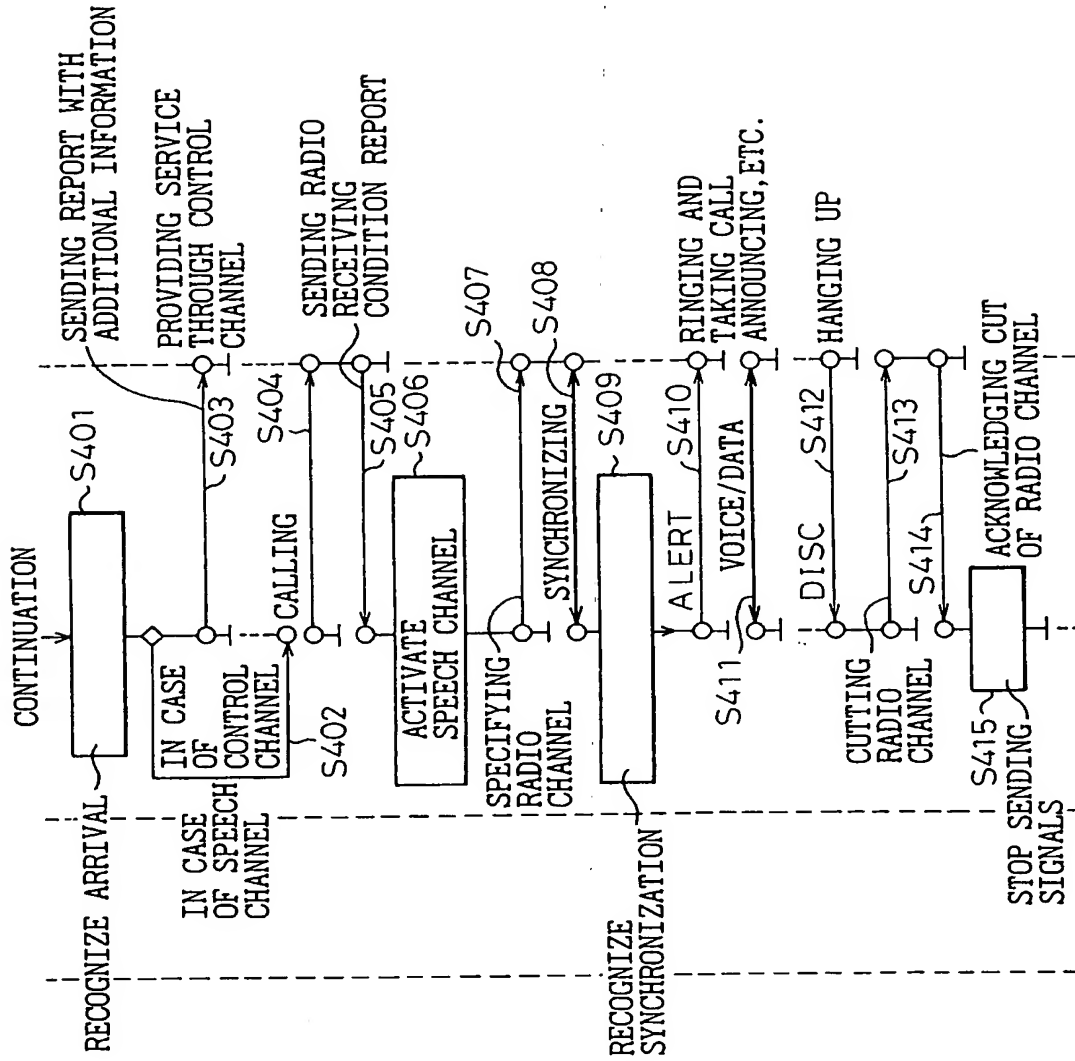 CONTINUATION
S401
RECOGNIZE ARRIVAL
SENDING REPORT WITH
ADDITIONAL INFORMATION
IN CASE
OF
CONTROL
CHANNEL
IN CASE
OF SPEECH
CHANNEL
S403
PROVIDING SERVICE
THROUGH CONTROL
CHANNEL
S402
CALLING
S404
SENDING RADIO
RECEIVING
CONDITION REPORT
S405
S406
ACTIVATE
SPEECH CHANNEL
SPECIFYING
RADIO
CHANNEL
S407
SYNCHRONIZING
S408
S409
RECOGNIZE
SYNCHRONIZATION
ALERT
S410
RINGING AND
TAKING CALL
S411
VOICE/DATA
ANNOUNCING,ETC.
DISC
S412
HANGING UP
CUTTING
RADIO
CHANNEL
S413
S414
ACKNOWLEDGING CUT
OF RADIO CHANNEL
S415
STOP SENDING
SIGNALS